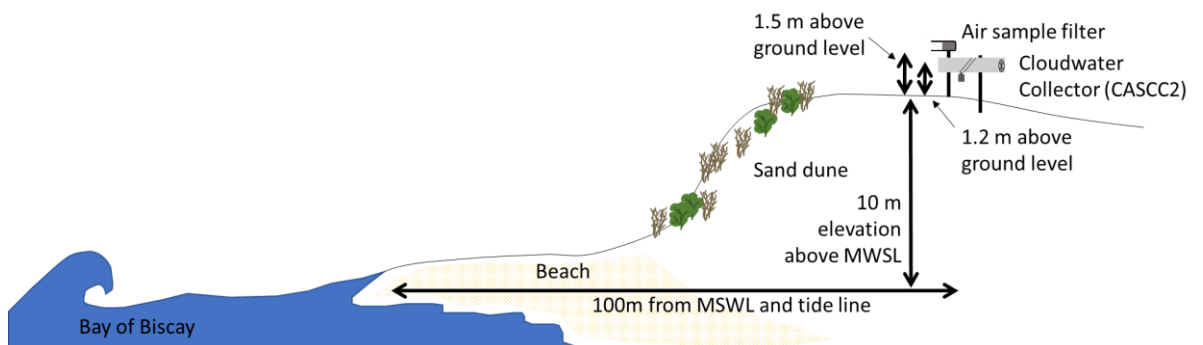 1.5 m above
ground level
Air sample filter
Cloudwater
Collector (CASCC2)
1.2 m above
ground level
Sand dune
10 m
elevation
above MWSL
Beach
100m from MSWL and tide line
Bay of Biscay